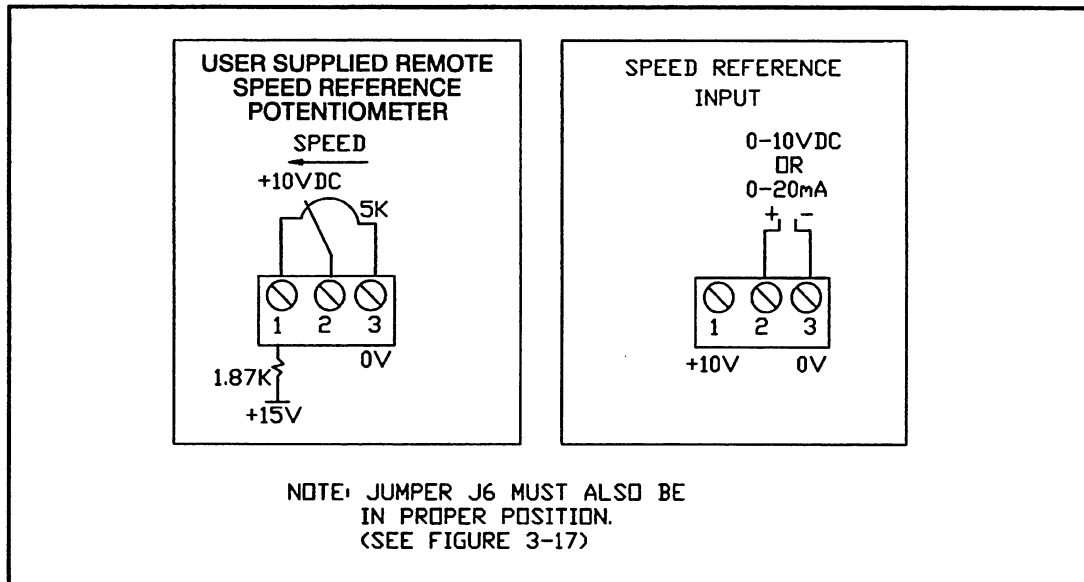 USER SUPPLIED REMOTE
SPEED REFERENCE
POTENTIOMETER
SPEED
+10VDC
5K
1 2 3
0V
1.87K
+15V
SPEED REFERENCE
INPUT
0-10VDC
OR
0-20mA
+ -
1 2 3
+10V 0V
NOTE: JUMPER J6 MUST ALSO BE
IN PROPER POSITION.
(SEE FIGURE 3-17)